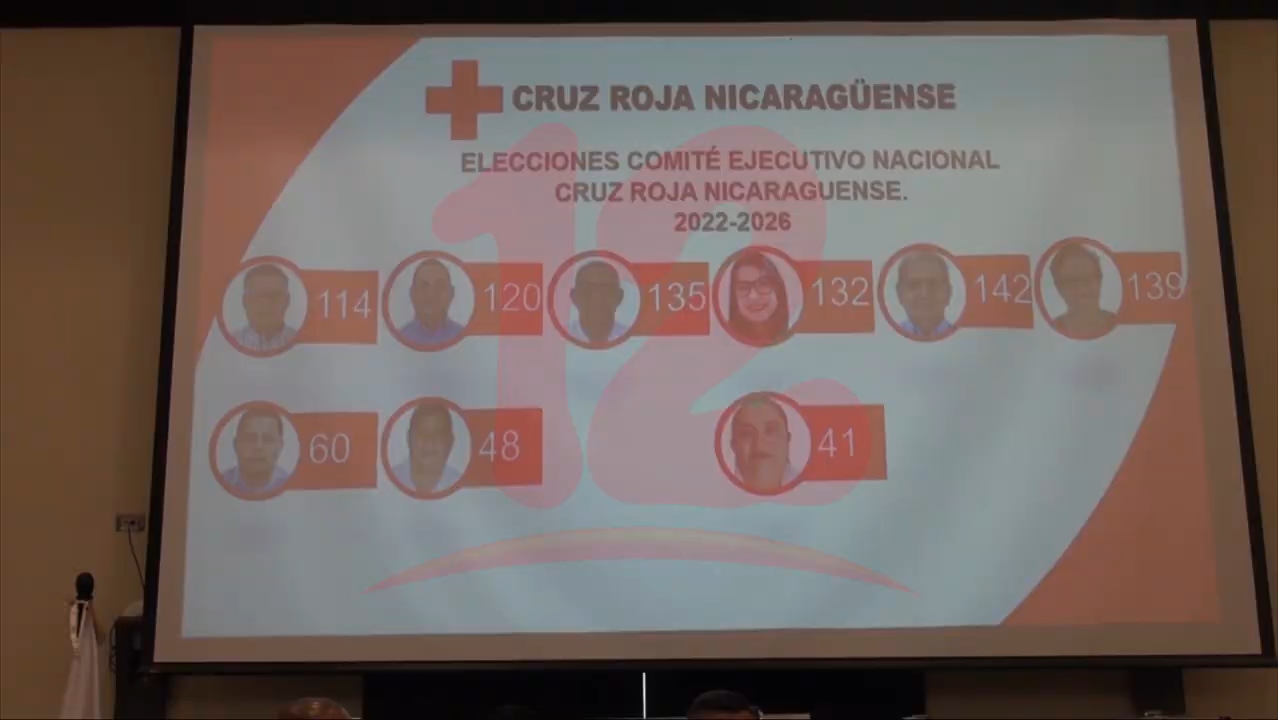 CRUZ ROJA NICARAGÜENSE
ELECCIONES COMITÉ EJECUTIVO NACIONAL
CRUZ ROJA NICARAGUENSE.
2022-2026
12
114 120 135 132 142 139
60 48 41